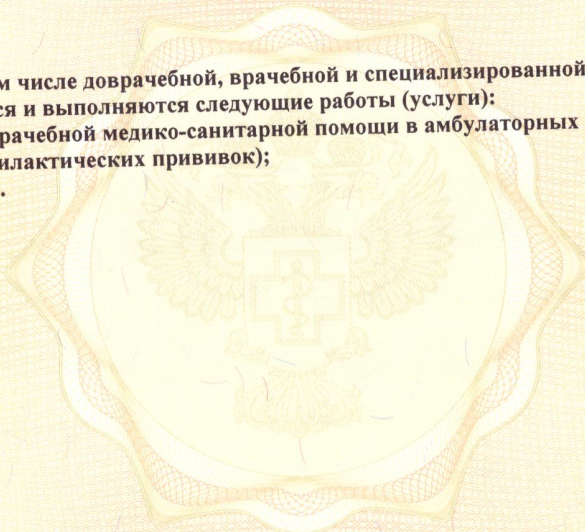 м числе доврачебной, врачебной и специализированной
ся и выполняются следующие работы (услуги):
рачебной медико-санитарной помощи в амбулаторных
илактических прививок);
.